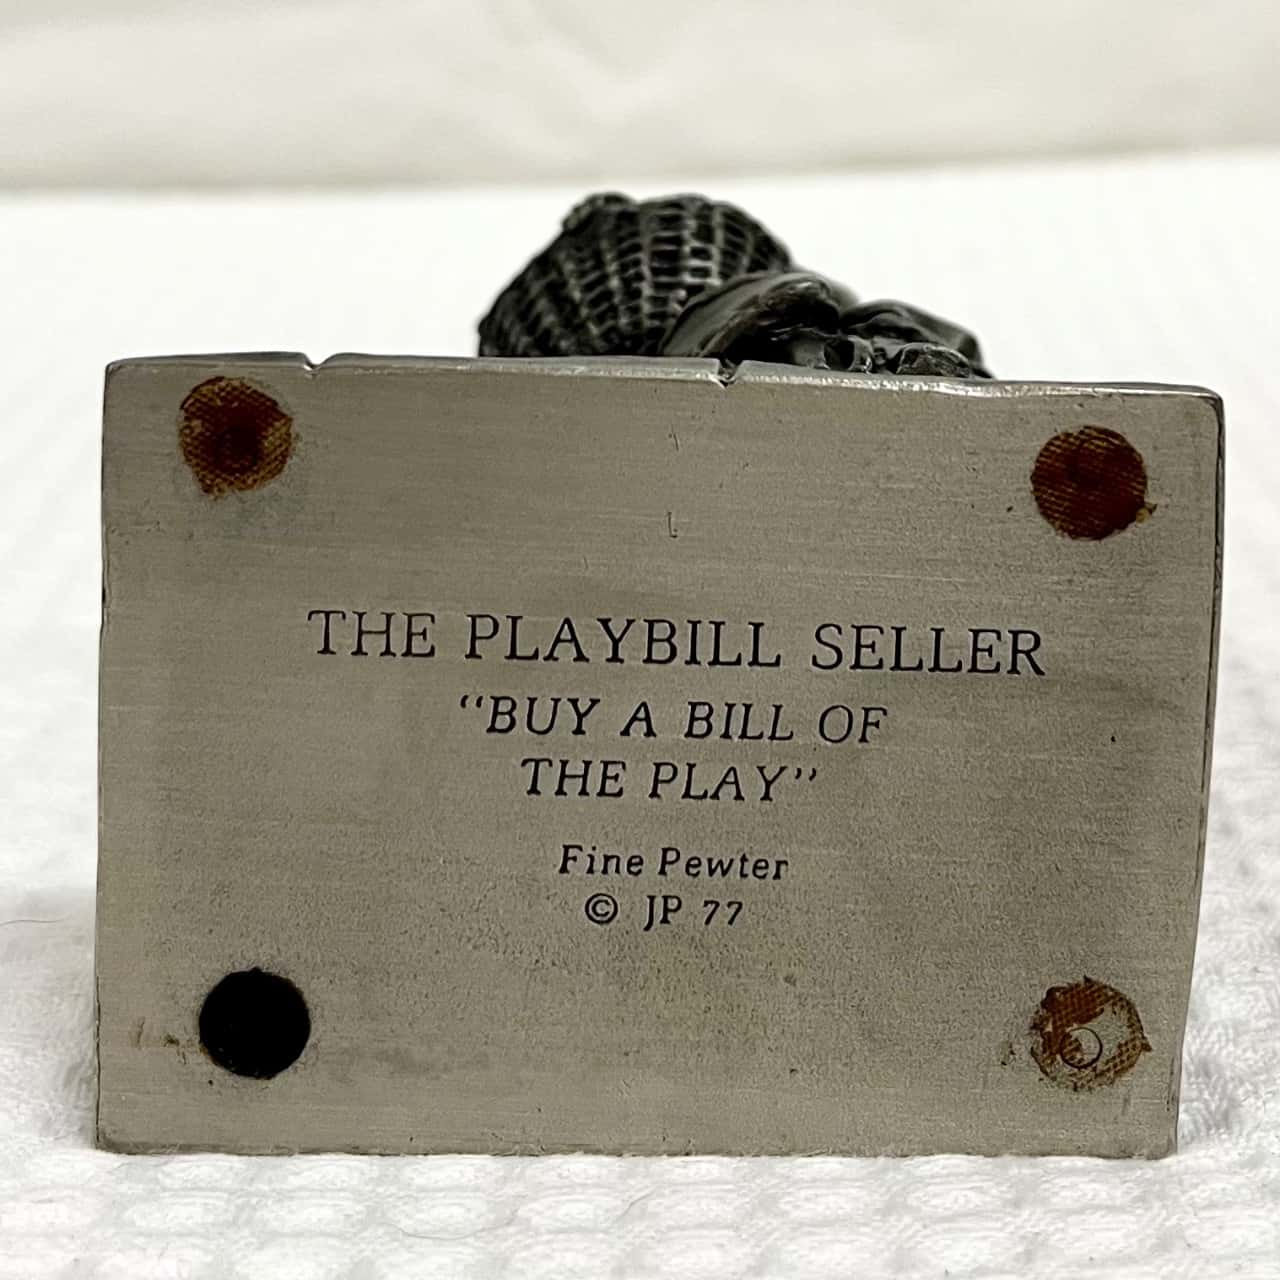 THE PLAYBILL SELLER
"BUY A BILL OF
THE PLAY"
Fine Pewter
© JP 77